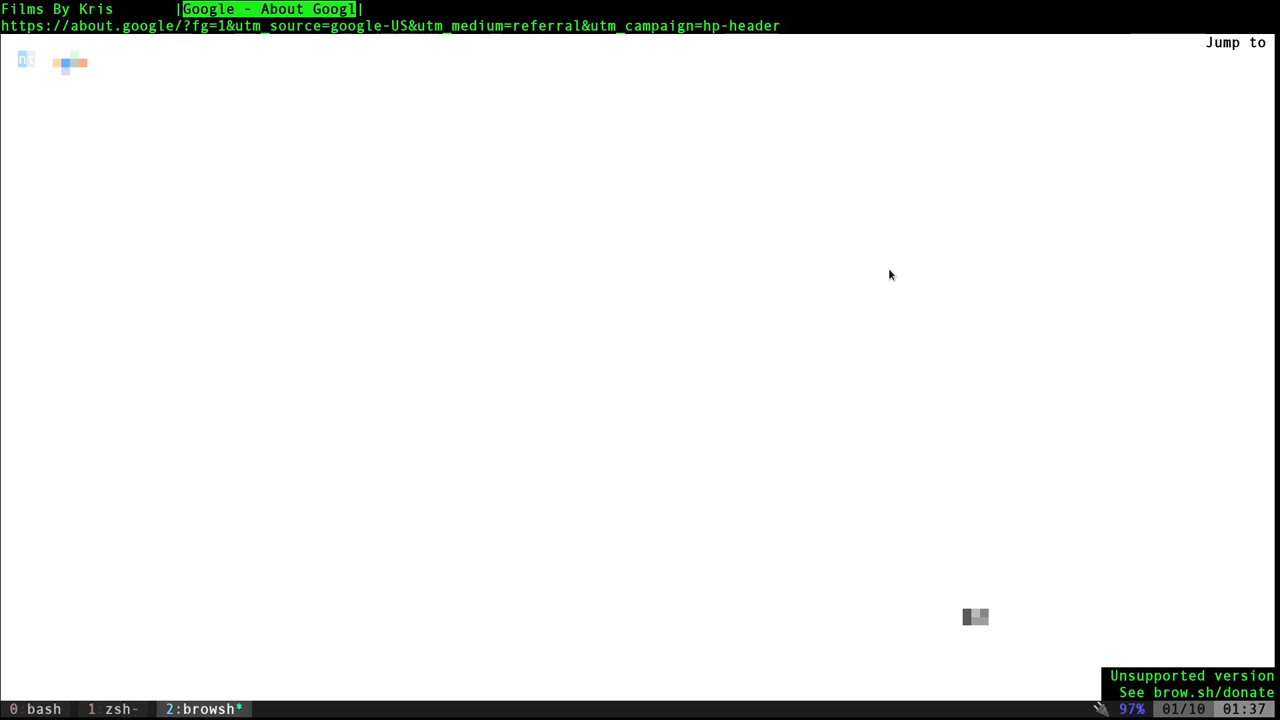 Films By Kris |Google - About Googl|
https://about.google/?fg=1&utm_source=google-US&utm_medium=referral&utm_campaign=hp-header
Jump to
nt
Unsupported version
See brow.sh/donate
0 bash 1 zsh- 2:browsh* 97% 01/10 01:37